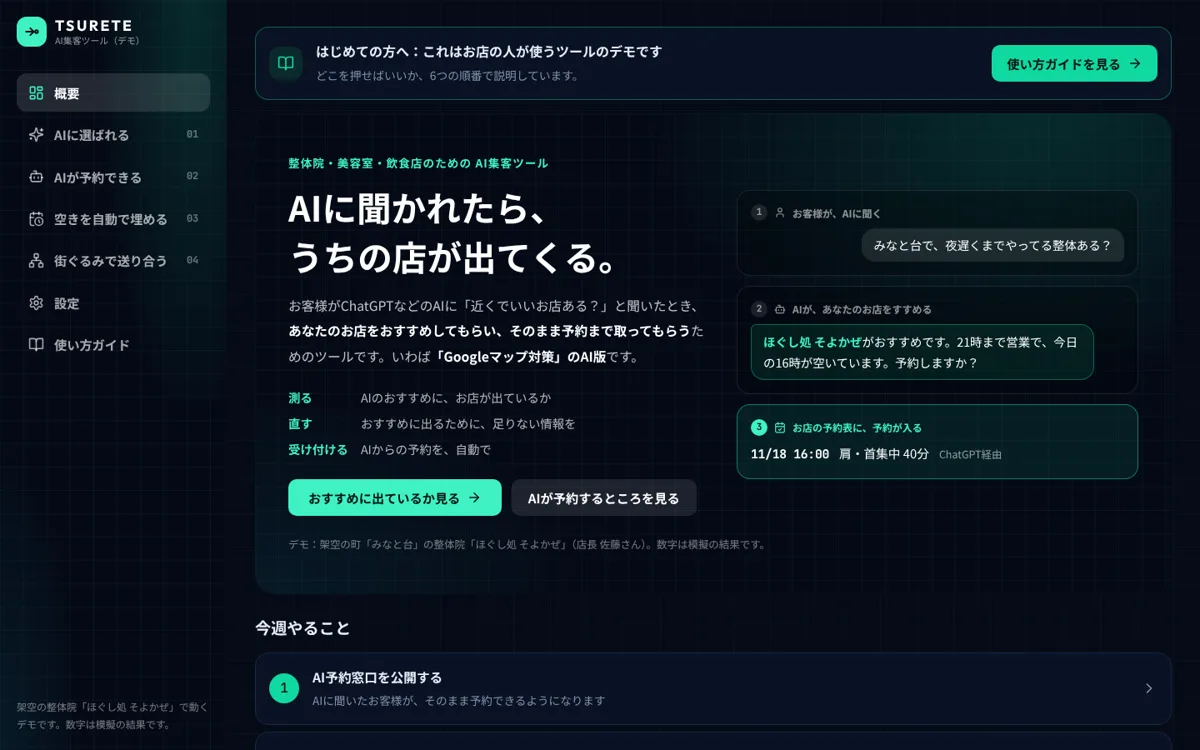 TSURETE
AI集客ツール（デモ）
概要
AIに選ばれる 01
AIが予約できる 02
空きを自動で埋める 03
街ぐるみで送り合う 04
設定
使い方ガイド
架空の整体院「ほぐし処 そよかぜ」で動く
デモです。数字は模擬の結果です。
はじめての方へ：これはお店の人が使うツールのデモです
どこを押せばいいか、6つの順番で説明しています。
使い方ガイドを見る →
整体院・美容室・飲食店のための AI集客ツール
AIに聞かれたら、
うちの店が出てくる。
お客様がChatGPTなどのAIに「近くでいいお店ある？」と聞いたとき、
あなたのお店をおすすめしてもらい、そのまま予約まで取ってもらうた
めのツールです。いわば「Googleマップ対策」のAI版です。
測る AIのおすすめに、お店が出ているか
直す おすすめに出るために、足りない情報を
受け付ける AIからの予約を、自動で
おすすめに出ているか見る →
AIが予約するところを見る
デモ：架空の町「みなと台」の整体院「ほぐし処 そよかぜ」（店長 佐藤さん）。数字は模擬の結果です。
1 お客様が、AIに聞く
みなと台で、夜遅くまでやってる整体ある？
2 AIが、あなたのお店をすすめる
ほぐし処 そよかぜがおすすめです。21時まで営業で、今日
の16時が空いています。予約しますか？
3 お店の予約表に、予約が入る
11/18 16:00 肩・首集中 40分 ChatGPT経由
今週やること
1 AI予約窓口を公開する
AIに聞いたお客様が、そのまま予約できるようになります